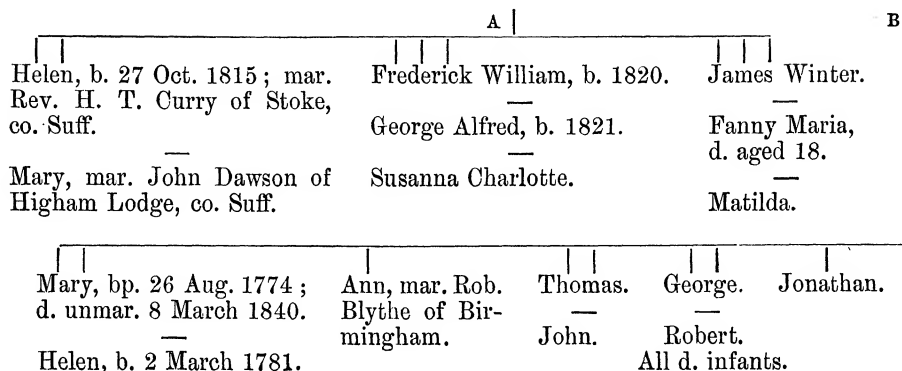 A B
Helen, b. 27 Oct. 1815 ; mar.
Rev. H. T. Curry of Stoke,
co. Suff.
Mary, mar. John Dawson of
Higham Lodge, co. Suff.
Frederick William, b. 1820.
George Alfred, b. 1821.
Susanna Charlotte.
James Winter.
Fanny Maria,
d. aged 18.
Matilda.
Mary, bp. 26 Aug. 1774 ;
d. unmar. 8 March 1840.
Helen, b. 2 March 1781.
Ann, mar. Rob.
Blythe of Bir-
mingham.
Thomas.
John.
George.
Robert.
Jonathan.
All d. infants.